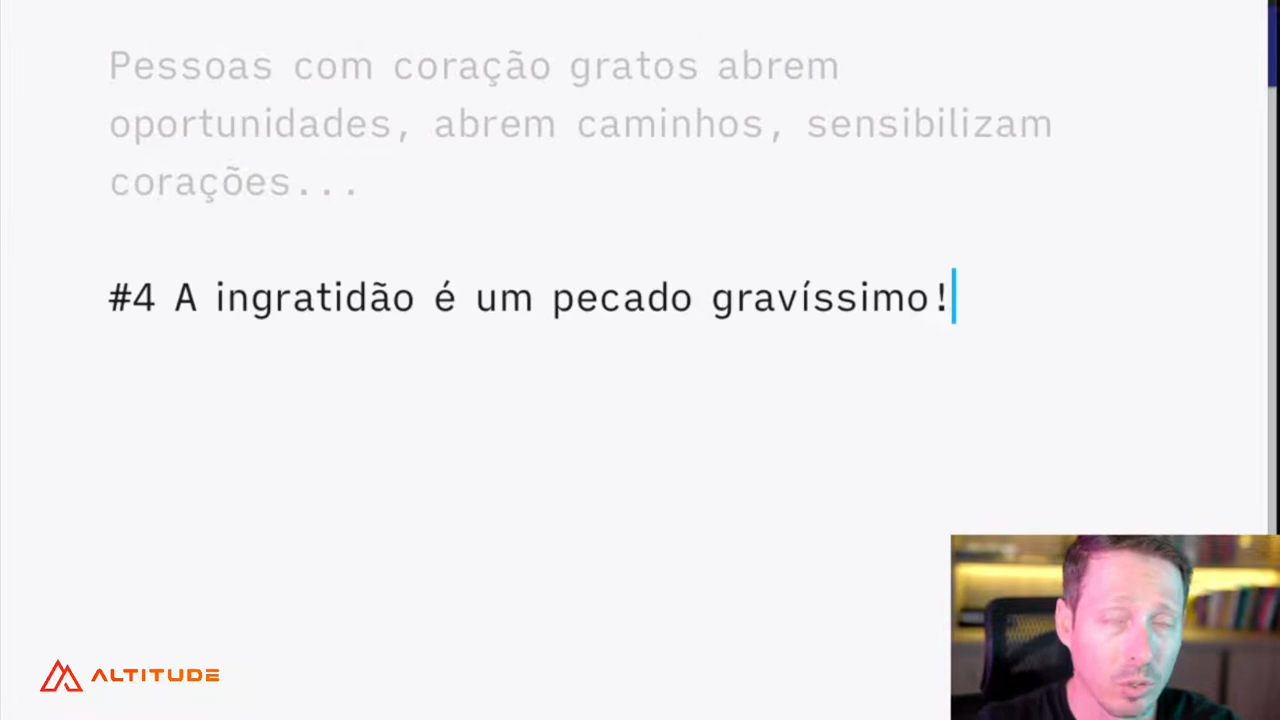 Pessoas com coração gratos abrem
oportunidades, abrem caminhos, sensibilizam
corações...
#4 A ingratidão é um pecado gravíssimo!
ALTITUDE